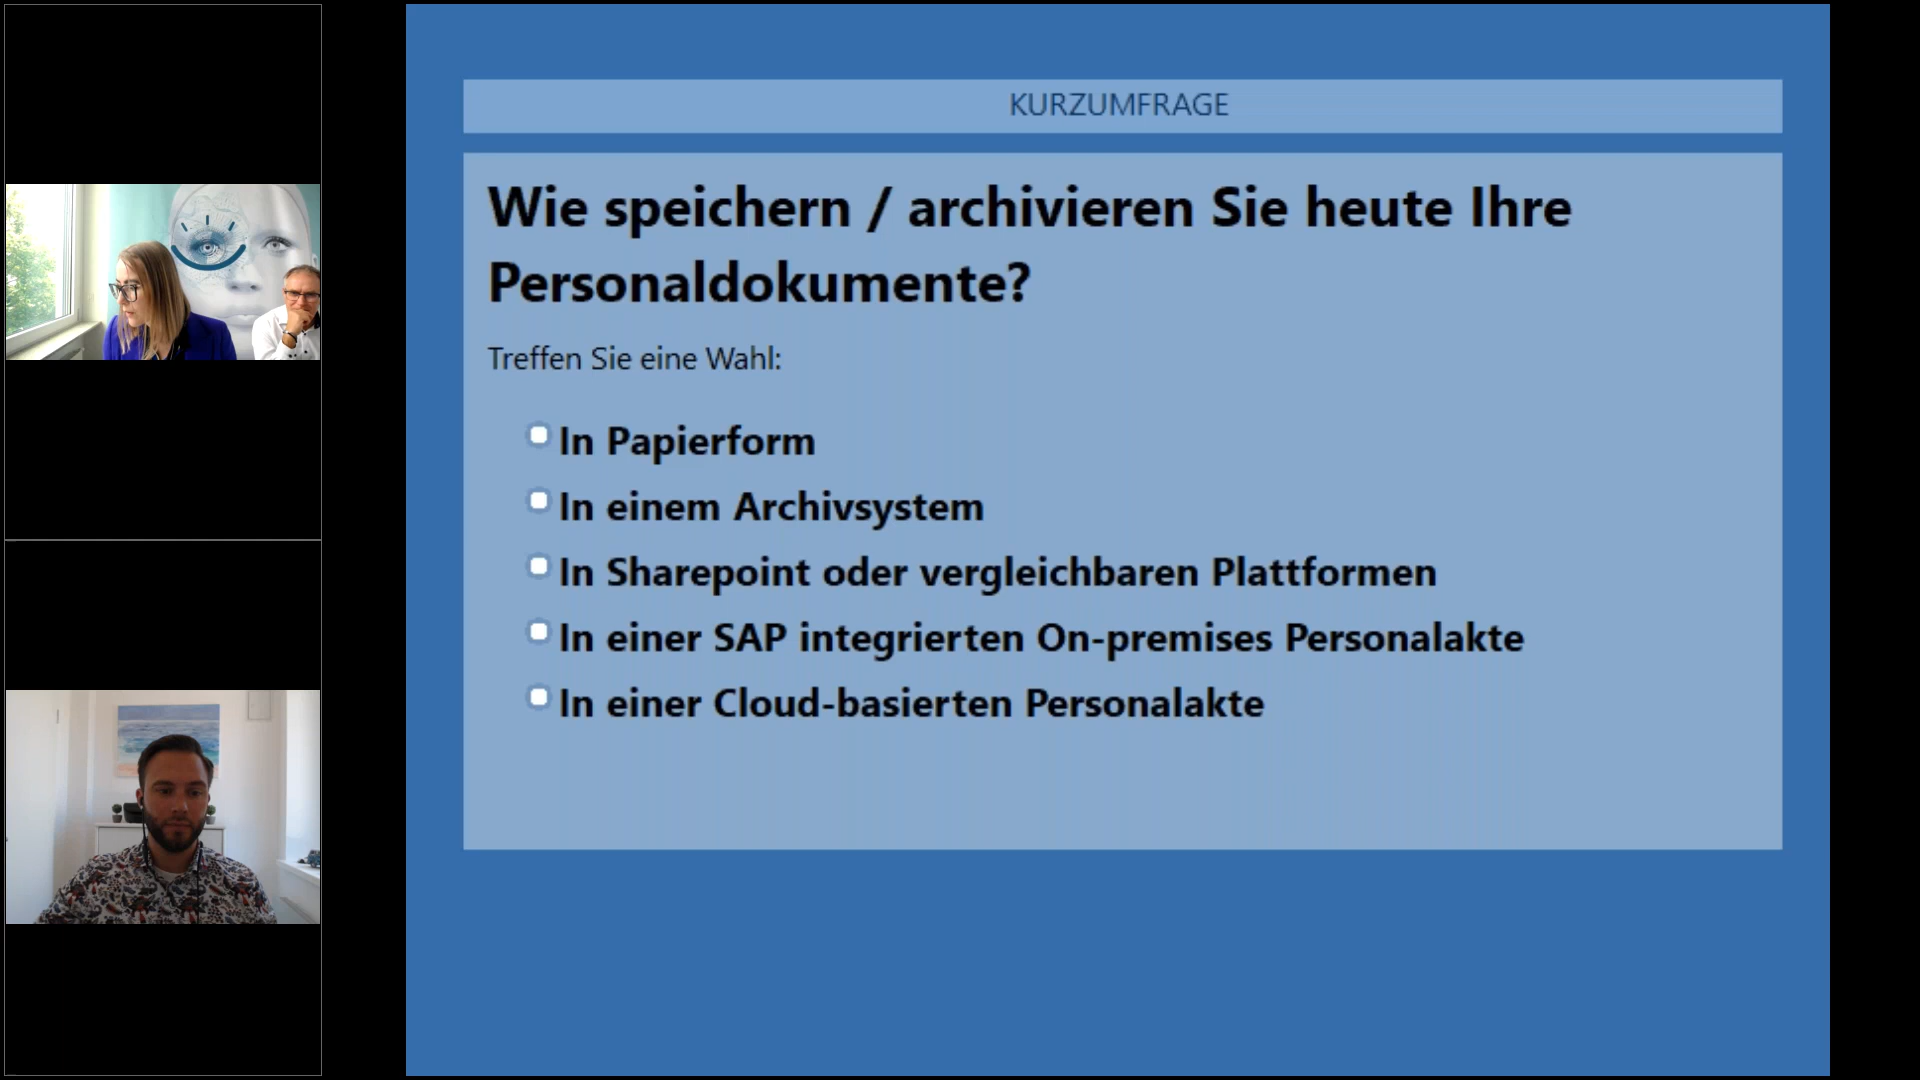 KURZUMFRAGE
Wie speichern / archivieren Sie heute Ihre
Personaldokumente?
Treffen Sie eine Wahl:
In Papierform
In einem Archivsystem
In Sharepoint oder vergleichbaren Plattformen
In einer SAP integrierten On-premises Personalakte
In einer Cloud-basierten Personalakte